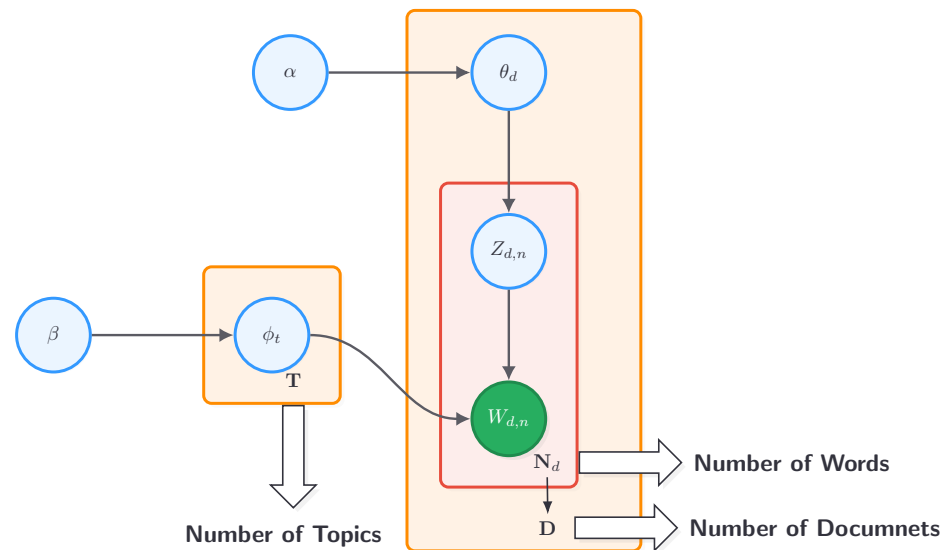 α
θ_d
Z_{d,n}
β
ϕ_t
T
W_{d,n}
N_d
Number of Words
D
Number of Documnets
Number of Topics